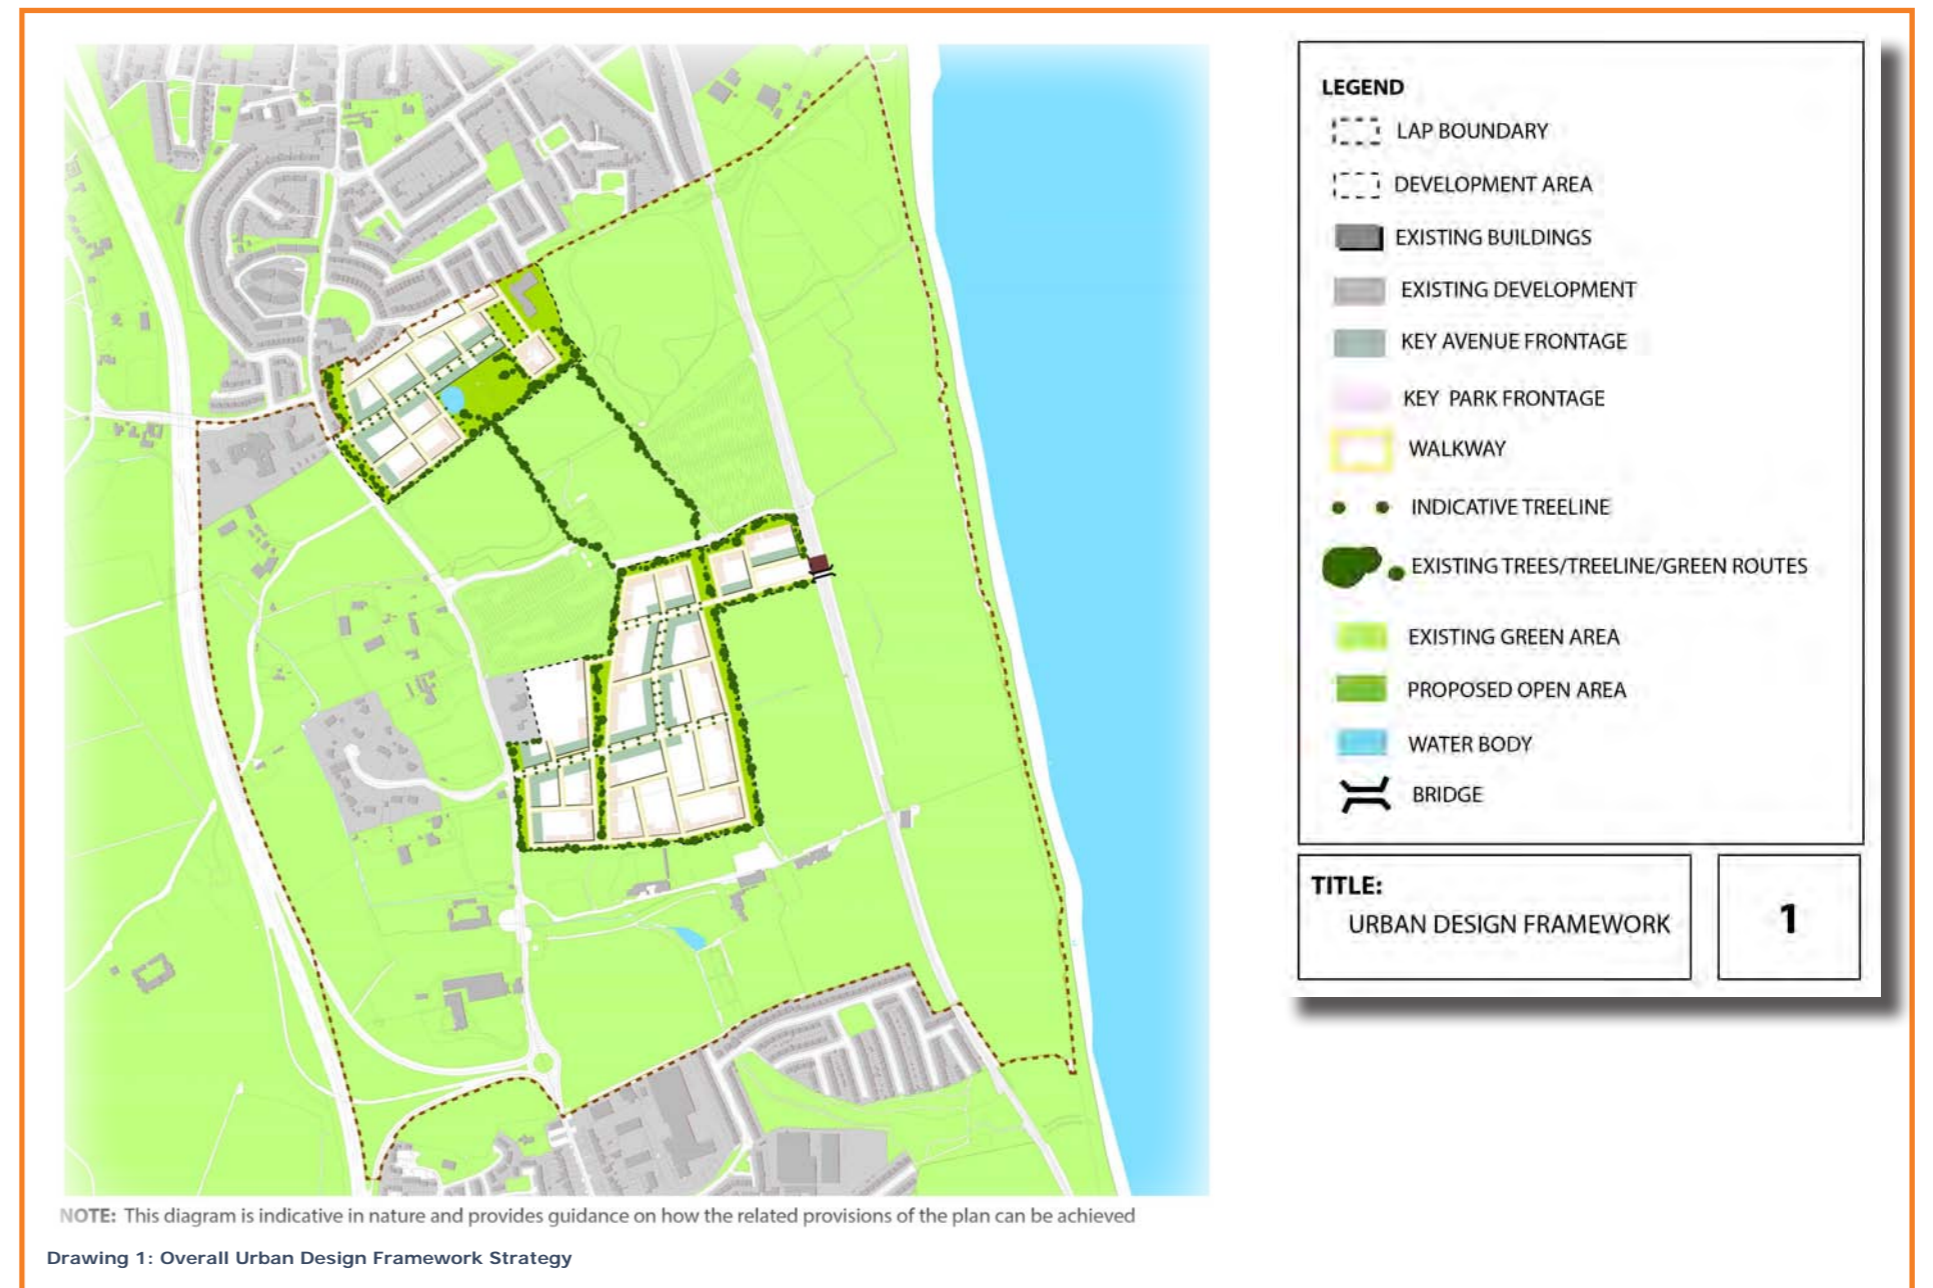 LEGEND
LAP BOUNDARY
DEVELOPMENT AREA
EXISTING BUILDINGS
EXISTING DEVELOPMENT
KEY AVENUE FRONTAGE
KEY PARK FRONTAGE
WALKWAY
INDICATIVE TREELINE
EXISTING TREES/TREELINE/GREEN ROUTES
EXISTING GREEN AREA
PROPOSED OPEN AREA
WATER BODY
BRIDGE
TITLE:
URBAN DESIGN FRAMEWORK
1
NOTE: This diagram is indicative in nature and provides guidance on how the related provisions of the plan can be achieved
Drawing 1: Overall Urban Design Framework Strategy